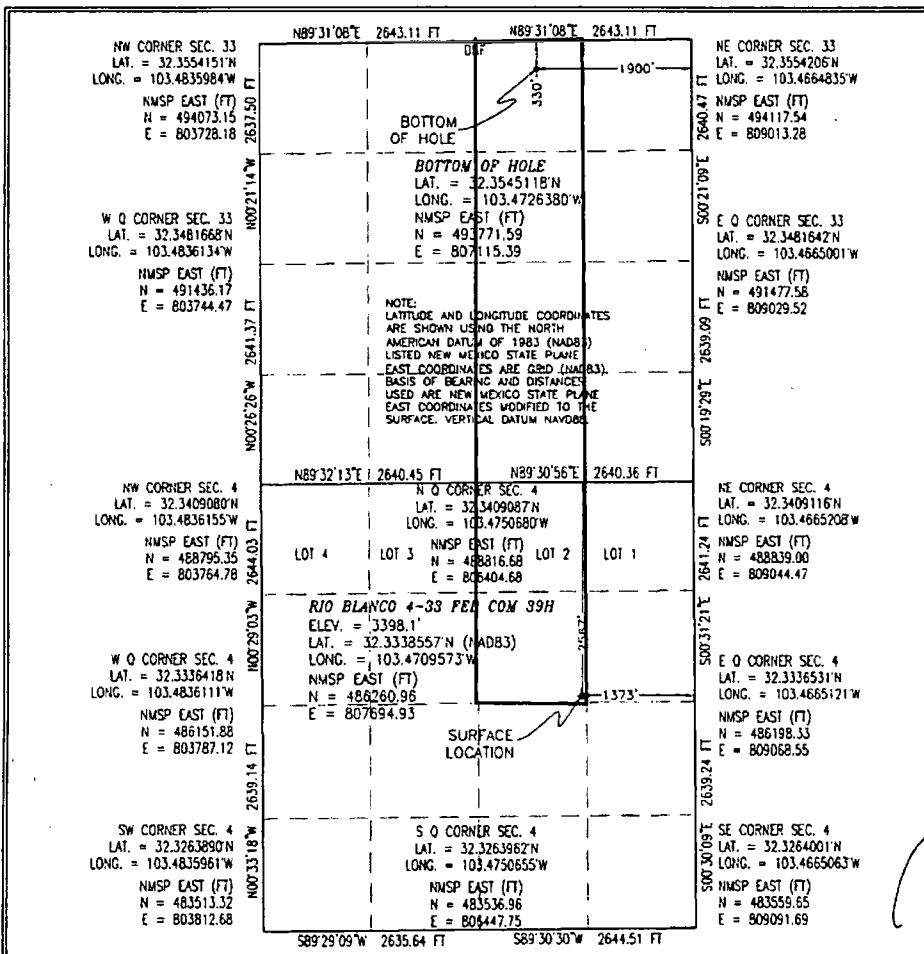 N89°31'08"E 2643.11 FT
N89°31'08"E 2643.11 FT
NW CORNER SEC. 33
LAT. = 32.3554151°N
LONG. = 103.4835984°W
NMSP EAST (FT)
N = 494073.15
E = 803728.18
NE CORNER SEC. 33
LAT. = 32.3554206°N
LONG. = 103.4664835°W
NMSP EAST (FT)
N = 494117.54
E = 809013.28
1900'
330'
BOTTOM
OF HOLE
2637.50 FT
N00°21'14"W
2640.47 FT
S00°21'09"E
BOTTOM OF HOLE
LAT. = 32.3545118°N
LONG. = 103.4726380°W
NMSP EAST (FT)
N = 493771.59
E = 807115.39
W Q CORNER SEC. 33
LAT. = 32.3481668°N
LONG. = 103.4836134°W
NMSP EAST (FT)
N = 491436.17
E = 803744.47
E Q CORNER SEC. 33
LAT. = 32.3481642°N
LONG. = 103.4665001°W
NMSP EAST (FT)
N = 491477.58
E = 809029.52
NOTE:
LATITUDE AND LONGITUDE COORDINATES
ARE SHOWN USING THE NORTH
AMERICAN DATUM OF 1983 (NAD83)
LISTED NEW MEXICO STATE PLANE
EAST COORDINATES ARE GRID (NAD83).
BASIS OF BEARING AND DISTANCES
USED ARE NEW MEXICO STATE PLANE
EAST COORDINATES MODIFIED TO THE
SURFACE. VERTICAL DATUM NAVD88.
2641.37 FT
N00°26'26"W
2639.09 FT
S00°19'29"E
N89°32'13"E 2640.45 FT
N89°30'56"E 2640.36 FT
NW CORNER SEC. 4
LAT. = 32.3409080°N
LONG. = 103.4836155°W
NMSP EAST (FT)
N = 488795.35
E = 803764.78
N Q CORNER SEC. 4
LAT. = 32.3409087°N
LONG. = 103.4750680°W
NMSP EAST (FT)
N = 488816.68
E = 806404.68
NE CORNER SEC. 4
LAT. = 32.3409116°N
LONG. = 103.4665208°W
NMSP EAST (FT)
N = 488839.00
E = 809044.47
LOT 4
LOT 3
LOT 2
LOT 1
2644.03 FT
N00°29'03"W
2641.24 FT
S00°31'21"E
RIO BLANCO 4-33 FED COM 39H
ELEV. = 3398.1'
LAT. = 32.3338557°N (NAD83)
LONG. = 103.4709573°W
NMSP EAST (FT)
N = 486260.96
E = 807694.93
2567'
1373'
SURFACE
LOCATION
W Q CORNER SEC. 4
LAT. = 32.3336418°N
LONG. = 103.4836111°W
NMSP EAST (FT)
N = 486151.88
E = 803787.12
E Q CORNER SEC. 4
LAT. = 32.3336531°N
LONG. = 103.4665121°W
NMSP EAST (FT)
N = 486198.33
E = 809068.55
2639.14 FT
N00°33'18"W
2639.24 FT
S00°30'09"E
SW CORNER SEC. 4
LAT. = 32.3263890°N
LONG. = 103.4835961°W
NMSP EAST (FT)
N = 483513.32
E = 803812.68
S Q CORNER SEC. 4
LAT. = 32.3263962°N
LONG. = 103.4750655°W
NMSP EAST (FT)
N = 483536.96
E = 806447.75
SE CORNER SEC. 4
LAT. = 32.3264001°N
LONG. = 103.4665063°W
NMSP EAST (FT)
N = 483559.65
E = 809091.69
S89°29'09"W 2635.64 FT
S89°30'30"W 2644.51 FT